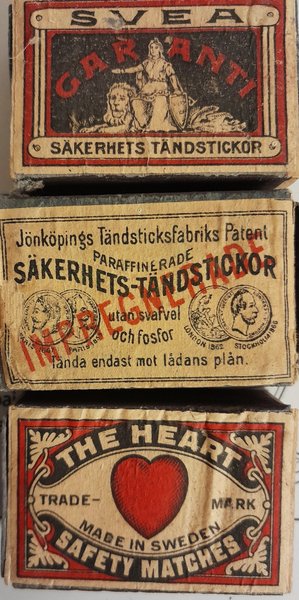 SVEA
GARANTI
SÄKERHETS TÄNDSTICKOR
Jönköpings Tändsticksfabriks Patent
PARAFFINERADE
SÄKERHETS-TÄNDSTICKOR
IMPREGNERADE
utan svafvel
och fosfor
LONDON 1862
STOCKHOLM 1866
tända endast mot lådans plån.
THE HEART
TRADE-MARK
MADE IN SWEDEN
SAFETY MATCHES